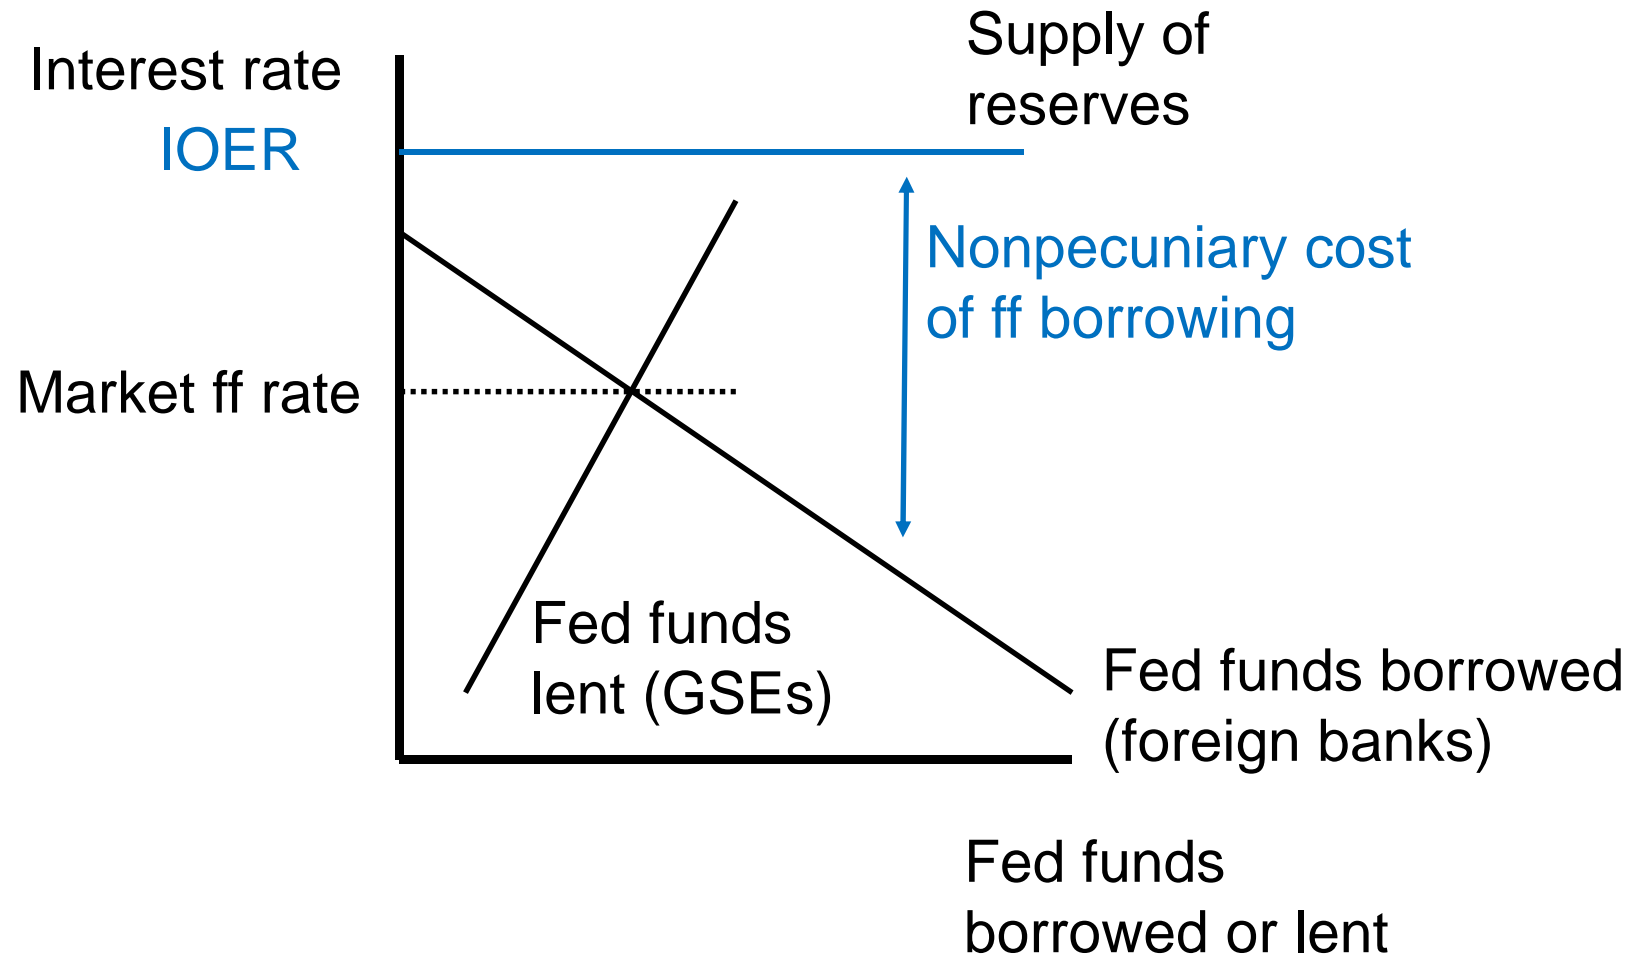 Supply of
reserves
Interest rate
IOER
Nonpecuniary cost
of ff borrowing
Market ff rate
Fed funds
lent (GSEs)
Fed funds borrowed
(foreign banks)
Fed funds
borrowed or lent